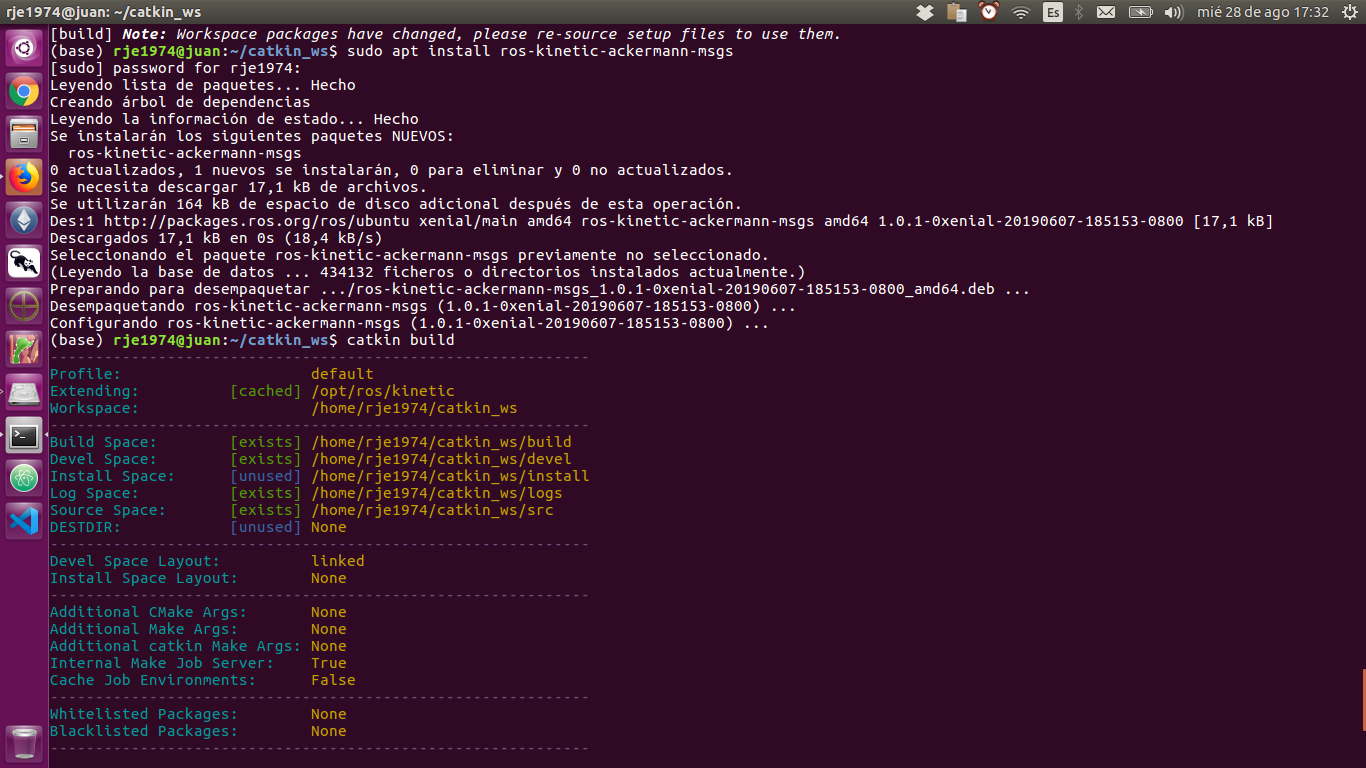 rje1974@juan: ~/catkin_ws
Es
mié 28 de ago 17:32
[build] Note: Workspace packages have changed, please re-source setup files to use them.
(base) rje1974@juan:~/catkin_ws$ sudo apt install ros-kinetic-ackermann-msgs
[sudo] password for rje1974:
Leyendo lista de paquetes... Hecho
Creando árbol de dependencias
Leyendo la información de estado... Hecho
Se instalarán los siguientes paquetes NUEVOS:
  ros-kinetic-ackermann-msgs
0 actualizados, 1 nuevos se instalarán, 0 para eliminar y 0 no actualizados.
Se necesita descargar 17,1 kB de archivos.
Se utilizarán 164 kB de espacio de disco adicional después de esta operación.
Des:1 http://packages.ros.org/ros/ubuntu xenial/main amd64 ros-kinetic-ackermann-msgs amd64 1.0.1-0xenial-20190607-185153-0800 [17,1 kB]
Descargados 17,1 kB en 0s (18,4 kB/s)
Seleccionando el paquete ros-kinetic-ackermann-msgs previamente no seleccionado.
(Leyendo la base de datos ... 434132 ficheros o directorios instalados actualmente.)
Preparando para desempaquetar .../ros-kinetic-ackermann-msgs_1.0.1-0xenial-20190607-185153-0800_amd64.deb ...
Desempaquetando ros-kinetic-ackermann-msgs (1.0.1-0xenial-20190607-185153-0800) ...
Configurando ros-kinetic-ackermann-msgs (1.0.1-0xenial-20190607-185153-0800) ...
(base) rje1974@juan:~/catkin_ws$ catkin build
------------------------------------------------------------
Profile:                     default
Extending:          [cached] /opt/ros/kinetic
Workspace:                   /home/rje1974/catkin_ws
------------------------------------------------------------
Build Space:        [exists] /home/rje1974/catkin_ws/build
Devel Space:        [exists] /home/rje1974/catkin_ws/devel
Install Space:      [unused] /home/rje1974/catkin_ws/install
Log Space:          [exists] /home/rje1974/catkin_ws/logs
Source Space:       [exists] /home/rje1974/catkin_ws/src
DESTDIR:            [unused] None
------------------------------------------------------------
Devel Space Layout:          linked
Install Space Layout:        None
------------------------------------------------------------
Additional CMake Args:       None
Additional Make Args:        None
Additional catkin Make Args: None
Internal Make Job Server:    True
Cache Job Environments:      False
------------------------------------------------------------
Whitelisted Packages:        None
Blacklisted Packages:        None
------------------------------------------------------------